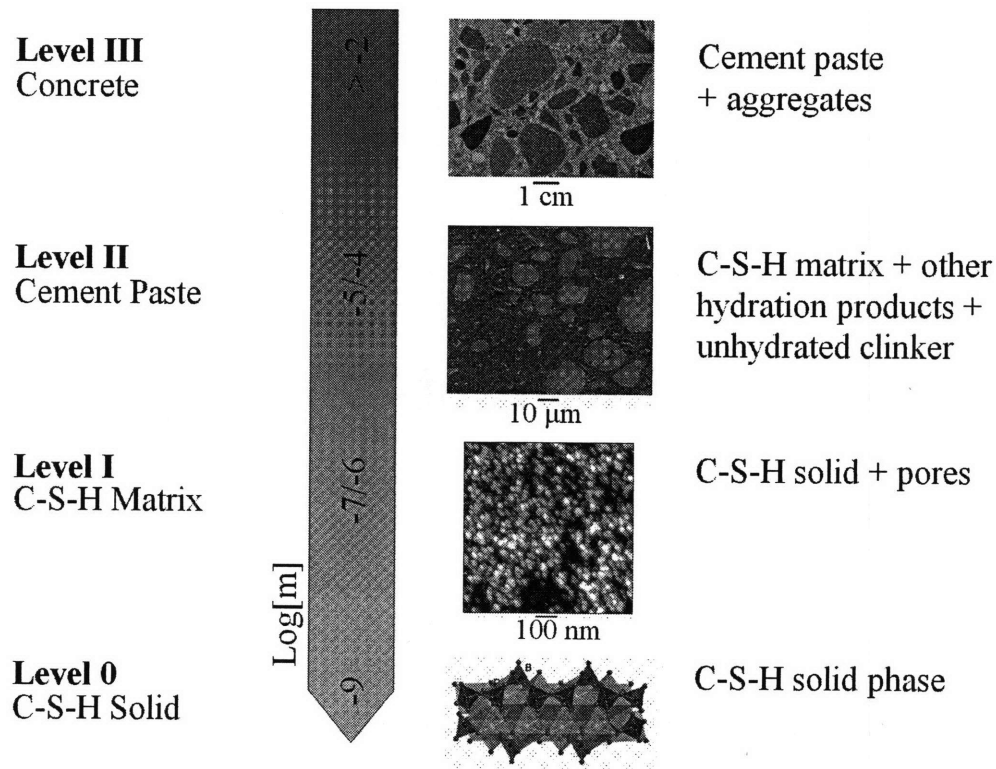 Level III
Concrete
> -2
Cement paste
+ aggregates
1 cm
Level II
Cement Paste
-5/-4
C-S-H matrix + other
hydration products +
unhydrated clinker
10 μm
Level I
C-S-H Matrix
-7/-6
C-S-H solid + pores
100 nm
Log[m]
Level 0
C-S-H Solid
-9
B
C-S-H solid phase